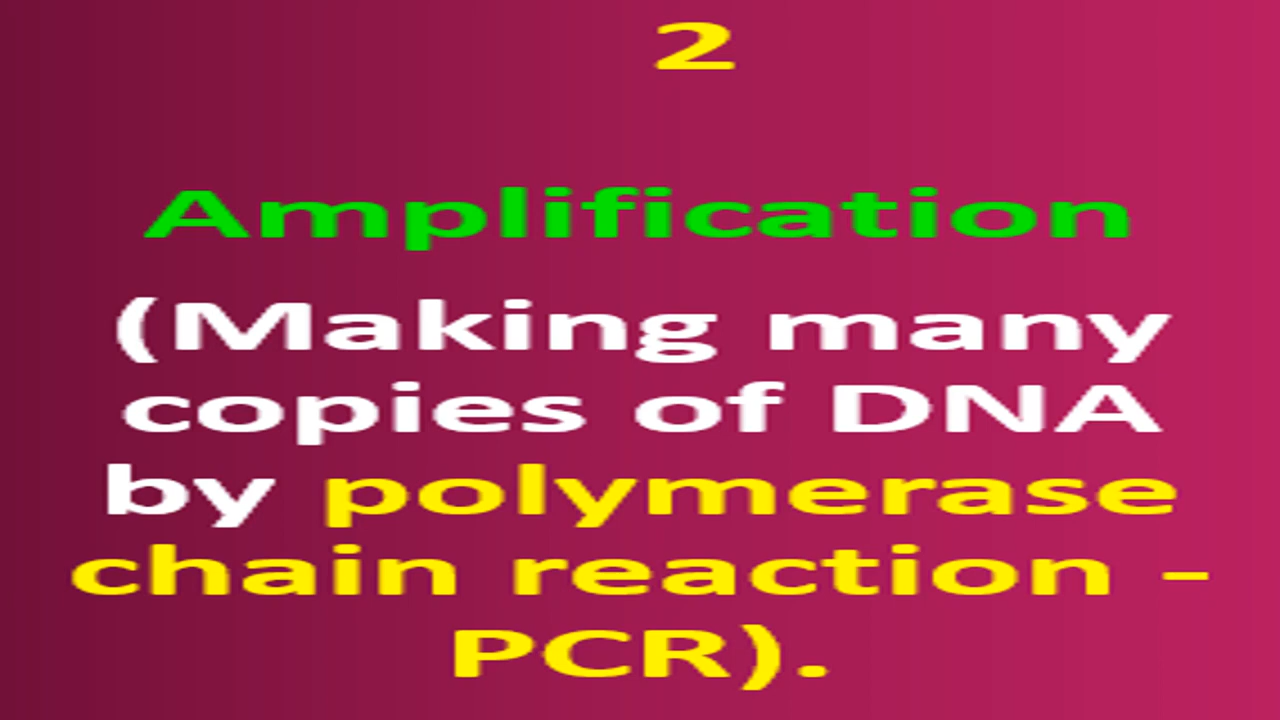 2
Amplification
(Making many
copies of DNA
by polymerase
chain reaction -
PCR).